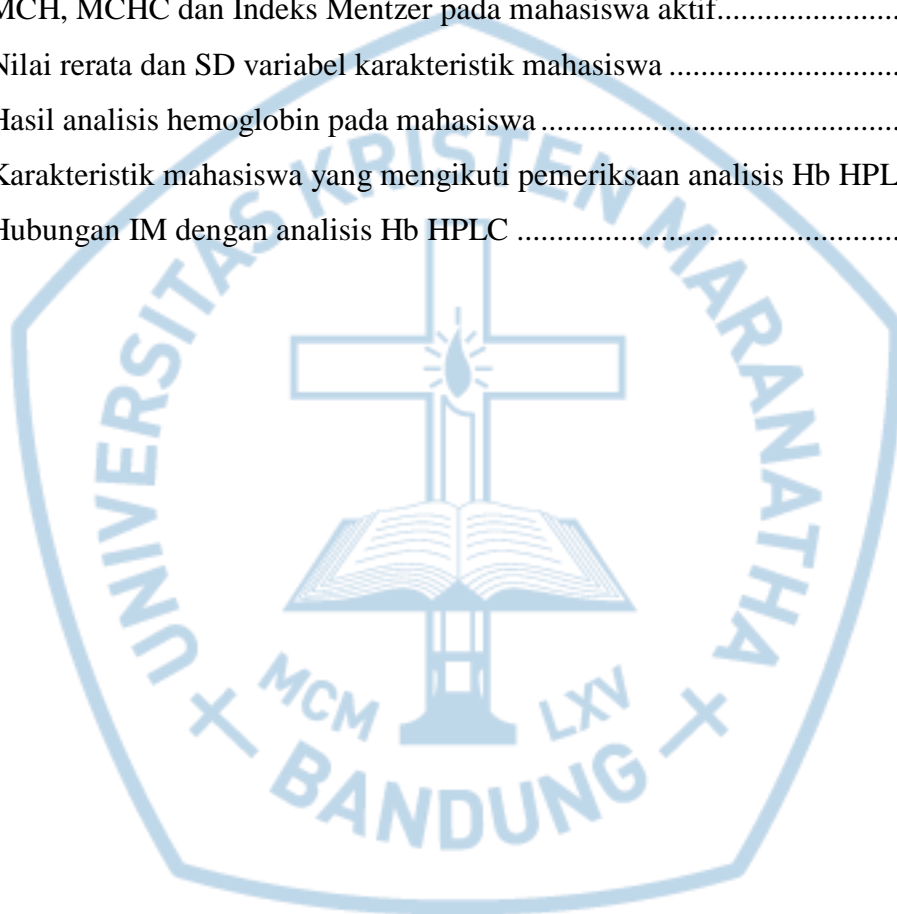 MCH, MCHC dan Indeks Mentzer pada mahasiswa aktif....................
Nilai rerata dan SD variabel karakteristik mahasiswa ........................
Hasil analisis hemoglobin pada mahasiswa ......................................
Karakteristik mahasiswa yang mengikuti pemeriksaan analisis Hb
Hubungan IM dengan analisis Hb HPLC .........................................
UNIVERSITAS KRISTEN MARANATHA
MCM LXV
+ BANDUNG +